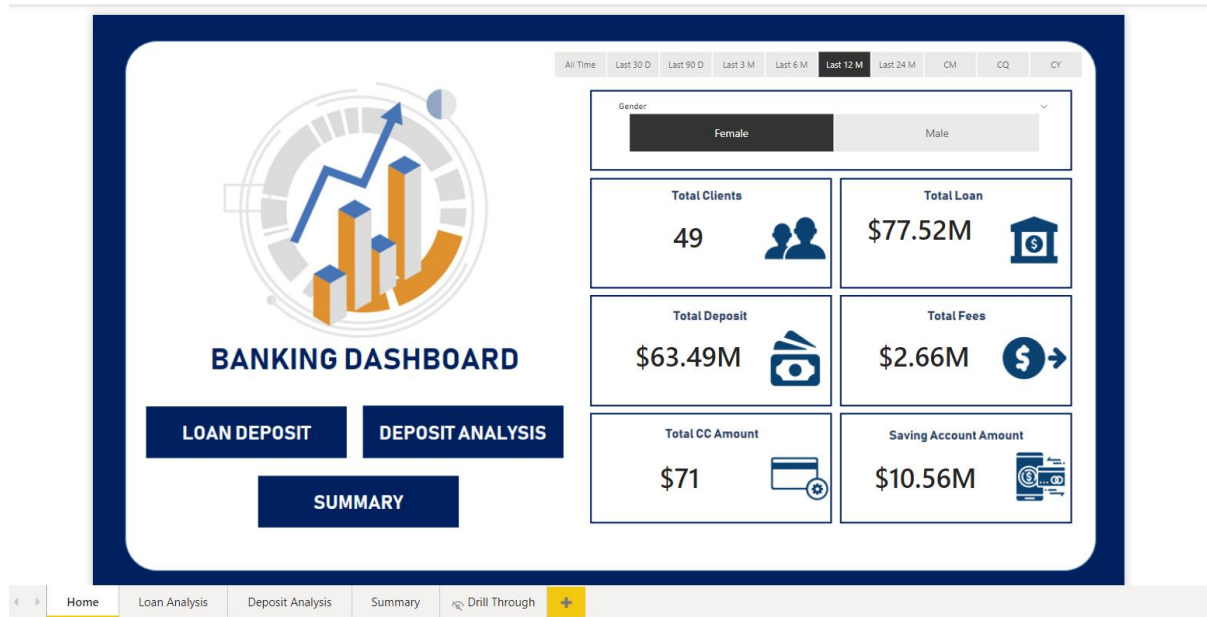 All Time Last 30 D Last 90 D Last 3 M Last 6 M Last 12 M Last 24 M CM CQ CY
Gender
Female Male
Total Clients
49
Total Loan
$77.52M
Total Deposit
$63.49M
Total Fees
$2.66M
Total CC Amount
$71
Saving Account Amount
$10.56M
BANKING DASHBOARD
LOAN DEPOSIT
DEPOSIT ANALYSIS
SUMMARY
Home Loan Analysis Deposit Analysis Summary Drill Through +